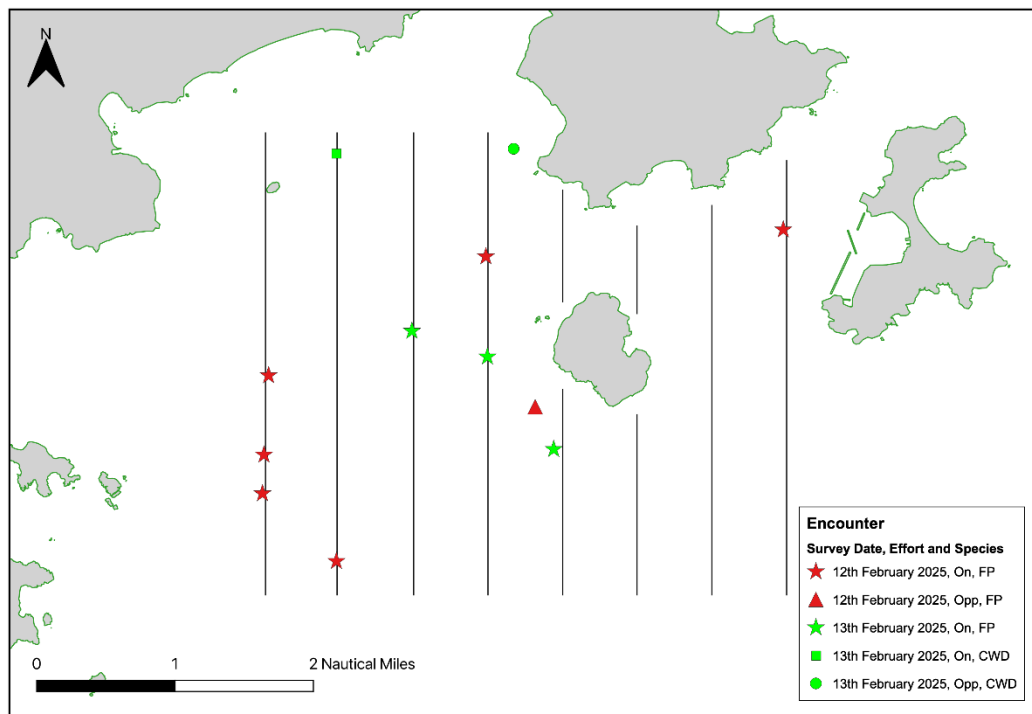 N
Encounter
Survey Date, Effort and Species
12th February 2025, On, FP
12th February 2025, Opp, FP
13th February 2025, On, FP
13th February 2025, On, CWD
13th February 2025, Opp, CWD
0 1 2 Nautical Miles